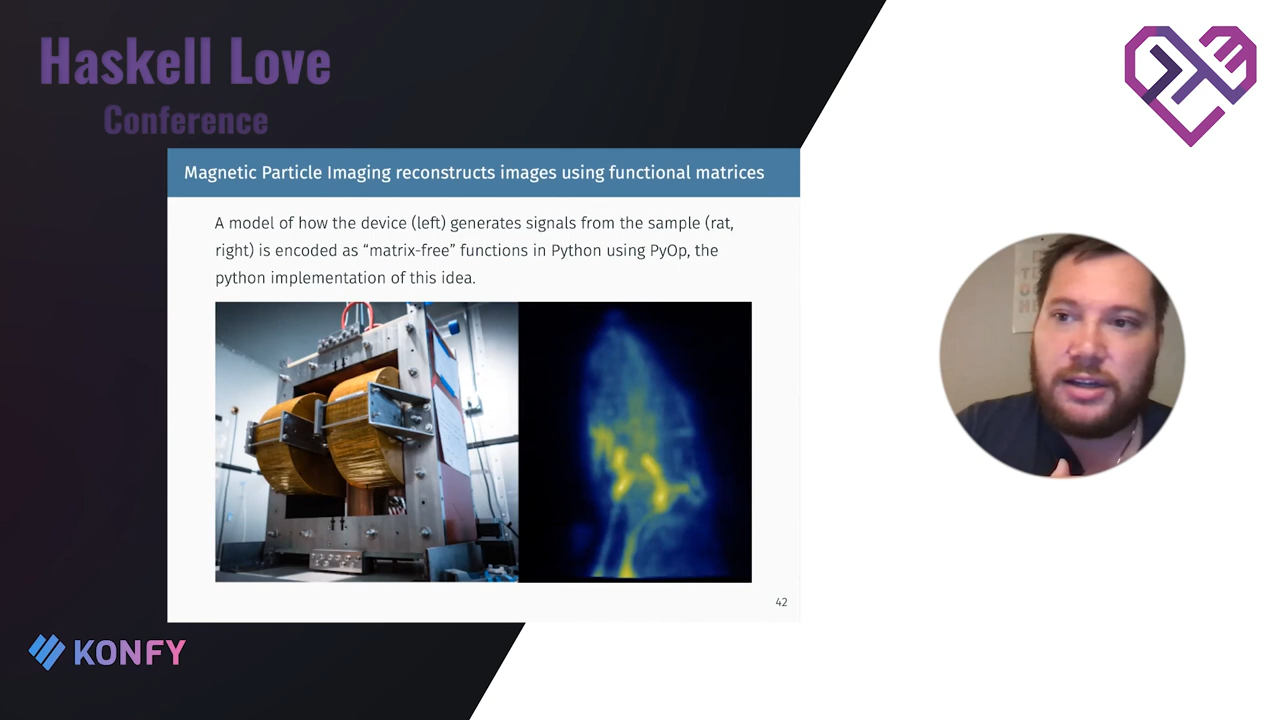 Haskell Love
Conference
Magnetic Particle Imaging reconstructs images using functional matrices
A model of how the device (left) generates signals from the sample (rat,
right) is encoded as “matrix-free” functions in Python using PyOp, the
python implementation of this idea.
42
KONFY